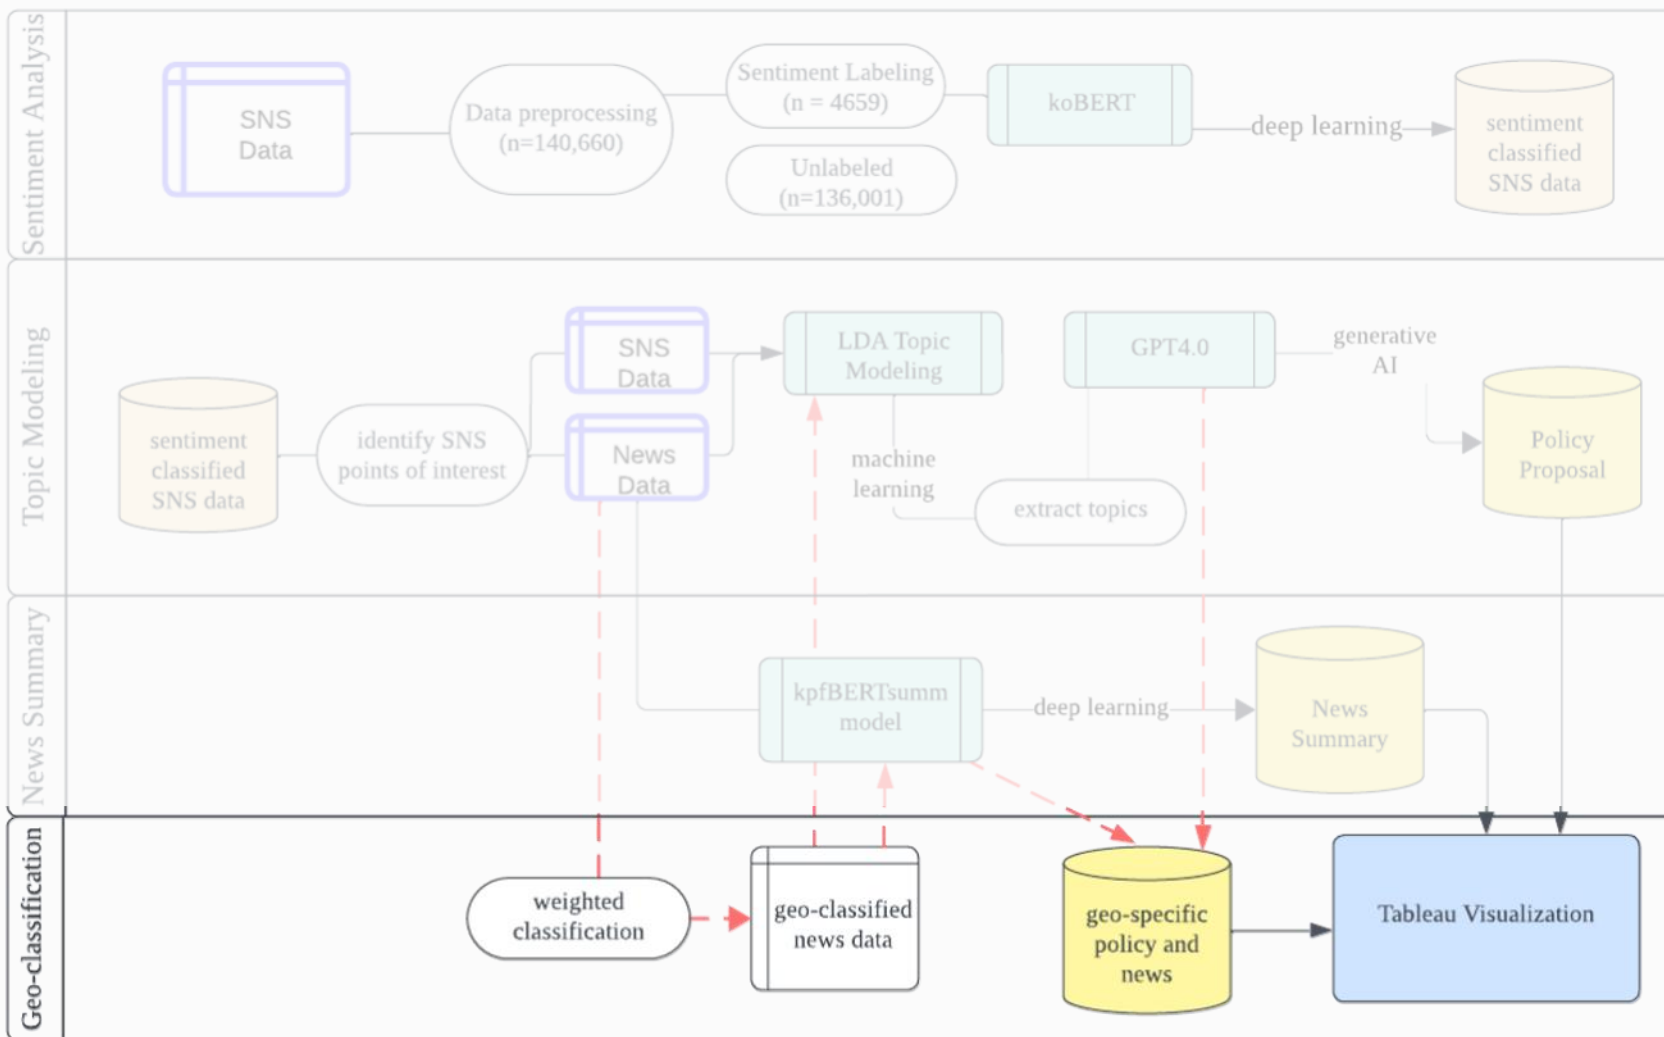 Sentiment Analysis
SNS
Data
Data preprocessing
(n=140,660)
Sentiment Labeling
(n = 4659)
Unlabeled
(n=136,001)
koBERT
deep learning
sentiment
classified
SNS data
Topic Modeling
sentiment
classified
SNS data
identify SNS
points of interest
SNS
Data
News
Data
LDA Topic
Modeling
machine
learning
extract topics
GPT4.0
generative
AI
Policy
Proposal
News Summary
kpfBERTsumm
model
deep learning
News
Summary
Geo-classification
weighted
classification
geo-classified
news data
geo-specific
policy and
news
Tableau Visualization